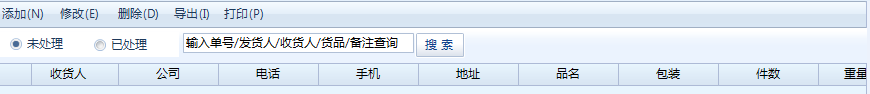 添加(N) 修改(E) 删除(D) 导出(I) 打印(P)
未处理 已处理 输入单号/发货人/收货人/货品/备注查询 搜 索
收货人 公司 电话 手机 地址 品名 包装 件数 重量